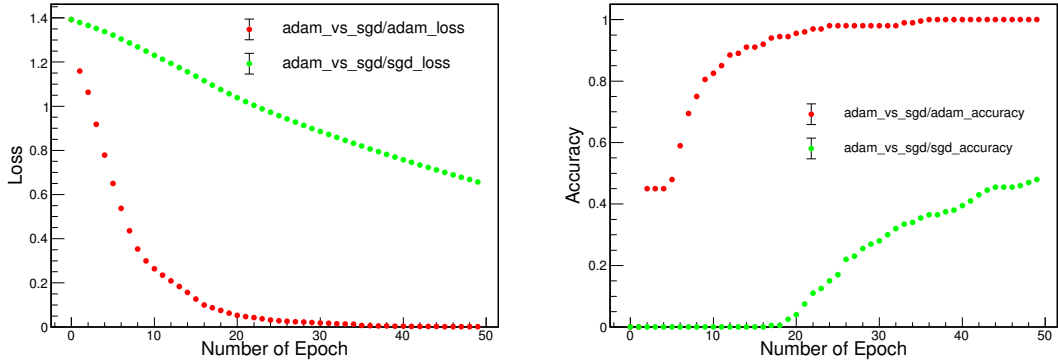 1.4
1.2
1
0.8
0.6
0.4
0.2
0
Loss
adam_vs_sgd/adam_loss
adam_vs_sgd/sgd_loss
0 10 20 30 40 50
Number of Epoch
1
0.8
0.6
0.4
0.2
0
Accuracy
adam_vs_sgd/adam_accuracy
adam_vs_sgd/sgd_accuracy
0 10 20 30 40 50
Number of Epoch